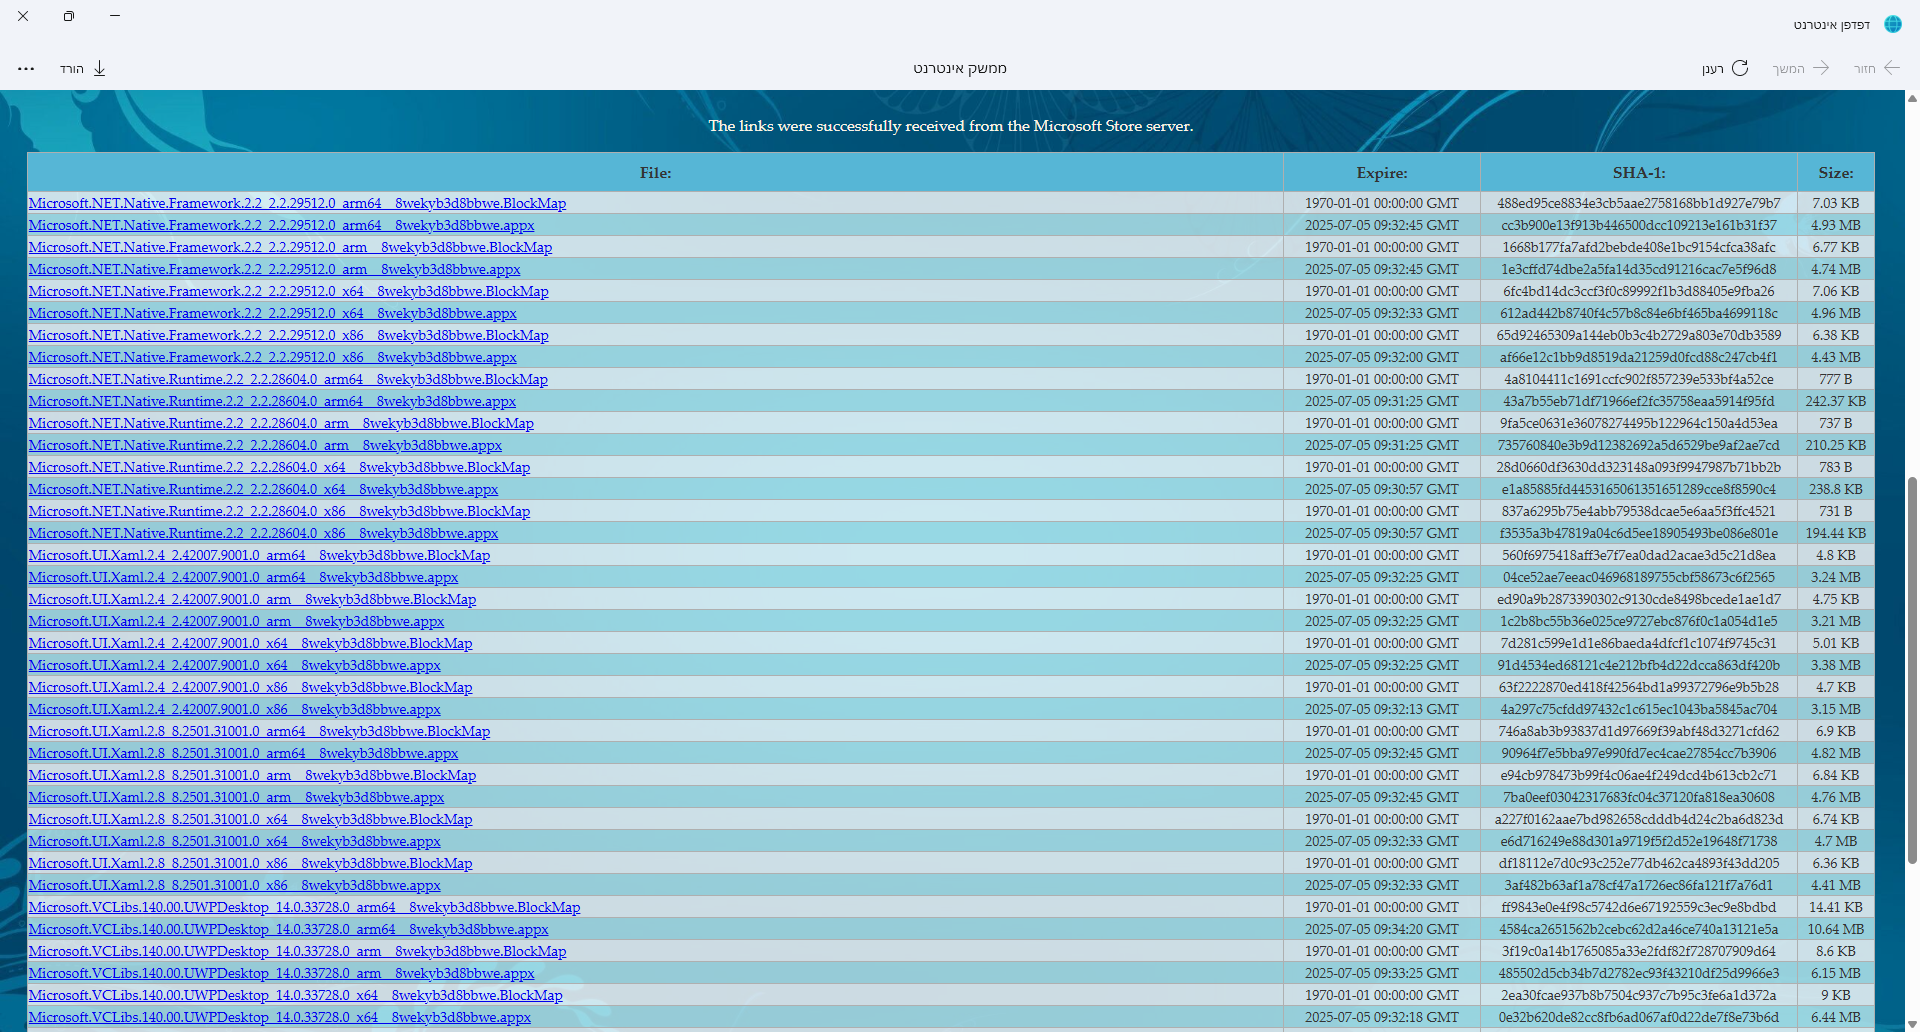 דפדפן אינטרנט
חזור
המשך
רענן
ממשק אינטרנט
הורד
The links were successfully received from the Microsoft Store server.
File: Expire: SHA-1: Size:
Microsoft.NET.Native.Framework.2.2_2.2.29512.0_arm64__8wekyb3d8bbwe.BlockMap 1970-01-01 00:00:00 GMT 488ed95ce8834e3cb5aae2758168bb1d927e79b7 7.03 KB
Microsoft.NET.Native.Framework.2.2_2.2.29512.0_arm64__8wekyb3d8bbwe.appx 2025-07-05 09:32:45 GMT cc3b900e13f913b446500dcc109213e161b31f37 4.93 MB
Microsoft.NET.Native.Framework.2.2_2.2.29512.0_arm__8wekyb3d8bbwe.BlockMap 1970-01-01 00:00:00 GMT 1668b177fa7afd2bebde408e1bc9154cfca38afc 6.77 KB
Microsoft.NET.Native.Framework.2.2_2.2.29512.0_arm__8wekyb3d8bbwe.appx 2025-07-05 09:32:45 GMT 1e3cffd74dbe2a5fa14d35cd91216cac7e5f96d8 4.74 MB
Microsoft.NET.Native.Framework.2.2_2.2.29512.0_x64__8wekyb3d8bbwe.BlockMap 1970-01-01 00:00:00 GMT 6fc4bd14dc3ccf3f0c89992f1b3d88405e9fba26 7.06 KB
Microsoft.NET.Native.Framework.2.2_2.2.29512.0_x64__8wekyb3d8bbwe.appx 2025-07-05 09:32:33 GMT 612ad442b8740f4c57b8c84e6bf465ba4699118c 4.96 MB
Microsoft.NET.Native.Framework.2.2_2.2.29512.0_x86__8wekyb3d8bbwe.BlockMap 1970-01-01 00:00:00 GMT 65d92465309a144eb0b3c4b2729a803e70db3589 6.38 KB
Microsoft.NET.Native.Framework.2.2_2.2.29512.0_x86__8wekyb3d8bbwe.appx 2025-07-05 09:32:00 GMT af66e12c1bb9d8519da21259d0fcd88c247cb4f1 4.43 MB
Microsoft.NET.Native.Runtime.2.2_2.2.28604.0_arm64__8wekyb3d8bbwe.BlockMap 1970-01-01 00:00:00 GMT 4a8104411c1691ccfc902f857239e533bf4a52ce 777 B
Microsoft.NET.Native.Runtime.2.2_2.2.28604.0_arm64__8wekyb3d8bbwe.appx 2025-07-05 09:31:25 GMT 43a7b55eb71df71966ef2fc35758eaa5914f95fd 242.37 KB
Microsoft.NET.Native.Runtime.2.2_2.2.28604.0_arm__8wekyb3d8bbwe.BlockMap 1970-01-01 00:00:00 GMT 9fa5ce0631e36078274495b122964c150a4d53ea 737 B
Microsoft.NET.Native.Runtime.2.2_2.2.28604.0_arm__8wekyb3d8bbwe.appx 2025-07-05 09:31:25 GMT 735760840e3b9d12382692a5d6529be9af2ae7cd 210.25 KB
Microsoft.NET.Native.Runtime.2.2_2.2.28604.0_x64__8wekyb3d8bbwe.BlockMap 1970-01-01 00:00:00 GMT 28d0660df3630dd323148a093f9947987b71bb2b 783 B
Microsoft.NET.Native.Runtime.2.2_2.2.28604.0_x64__8wekyb3d8bbwe.appx 2025-07-05 09:30:57 GMT e1a85885fd4453165061351651289cce8f8590c4 238.8 KB
Microsoft.NET.Native.Runtime.2.2_2.2.28604.0_x86__8wekyb3d8bbwe.BlockMap 1970-01-01 00:00:00 GMT 837a6295b75e4abb79538dcae5e6aa5f3ffc4521 731 B
Microsoft.NET.Native.Runtime.2.2_2.2.28604.0_x86__8wekyb3d8bbwe.appx 2025-07-05 09:30:57 GMT f3535a3b47819a04c6d5ee18905493be086e801e 194.44 KB
Microsoft.UI.Xaml.2.4_2.42007.9001.0_arm64__8wekyb3d8bbwe.BlockMap 1970-01-01 00:00:00 GMT 560f6975418aff3e7f7ea0dad2acae3d5c21d8ea 4.8 KB
Microsoft.UI.Xaml.2.4_2.42007.9001.0_arm64__8wekyb3d8bbwe.appx 2025-07-05 09:32:25 GMT 04ce52ae7eeac046968189755cbf58673c6f2565 3.24 MB
Microsoft.UI.Xaml.2.4_2.42007.9001.0_arm__8wekyb3d8bbwe.BlockMap 1970-01-01 00:00:00 GMT ed90a9b2873390302c9130cde8498bcede1ae1d7 4.75 KB
Microsoft.UI.Xaml.2.4_2.42007.9001.0_arm__8wekyb3d8bbwe.appx 2025-07-05 09:32:25 GMT 1c2b8bc55b36e025ce9727ebc876f0c1a054d1e5 3.21 MB
Microsoft.UI.Xaml.2.4_2.42007.9001.0_x64__8wekyb3d8bbwe.BlockMap 1970-01-01 00:00:00 GMT 7d281c599e1d1e86baeda4dfcf1c1074f9745c31 5.01 KB
Microsoft.UI.Xaml.2.4_2.42007.9001.0_x64__8wekyb3d8bbwe.appx 2025-07-05 09:32:25 GMT 91d4534ed68121c4e212bfb4d22dcca863df420b 3.38 MB
Microsoft.UI.Xaml.2.4_2.42007.9001.0_x86__8wekyb3d8bbwe.BlockMap 1970-01-01 00:00:00 GMT 63f2222870ed418f42564bd1a99372796e9b5b28 4.7 KB
Microsoft.UI.Xaml.2.4_2.42007.9001.0_x86__8wekyb3d8bbwe.appx 2025-07-05 09:32:13 GMT 4a297c75cfdd97432c1c615ec1043ba5845ac704 3.15 MB
Microsoft.UI.Xaml.2.8_8.2501.31001.0_arm64__8wekyb3d8bbwe.BlockMap 1970-01-01 00:00:00 GMT 746a8ab3b93837d1d97669f39abf48d3271cfd62 6.9 KB
Microsoft.UI.Xaml.2.8_8.2501.31001.0_arm64__8wekyb3d8bbwe.appx 2025-07-05 09:32:45 GMT 90964f7e5bba97e990fd7ec4cae27854cc7b3906 4.82 MB
Microsoft.UI.Xaml.2.8_8.2501.31001.0_arm__8wekyb3d8bbwe.BlockMap 1970-01-01 00:00:00 GMT e94cb978473b99f4c06ae4f249dcd4b613cb2c71 6.84 KB
Microsoft.UI.Xaml.2.8_8.2501.31001.0_arm__8wekyb3d8bbwe.appx 2025-07-05 09:32:45 GMT 7ba0eef03042317683fc04c37120fa818ea30608 4.76 MB
Microsoft.UI.Xaml.2.8_8.2501.31001.0_x64__8wekyb3d8bbwe.BlockMap 1970-01-01 00:00:00 GMT a227f0162aae7bd982658cdddb4d24c2ba6d823d 6.74 KB
Microsoft.UI.Xaml.2.8_8.2501.31001.0_x64__8wekyb3d8bbwe.appx 2025-07-05 09:32:33 GMT e6d716249e88d301a9719f5f2d52e19648f71738 4.7 MB
Microsoft.UI.Xaml.2.8_8.2501.31001.0_x86__8wekyb3d8bbwe.BlockMap 1970-01-01 00:00:00 GMT df18112e7d0c93c252e77db462ca4893f43dd205 6.36 KB
Microsoft.UI.Xaml.2.8_8.2501.31001.0_x86__8wekyb3d8bbwe.appx 2025-07-05 09:32:33 GMT 3af482b63af1a78cf47a1726ec86fa121f7a76d1 4.41 MB
Microsoft.VCLibs.140.00.UWPDesktop_14.0.33728.0_arm64__8wekyb3d8bbwe.BlockMap 1970-01-01 00:00:00 GMT ff9843e0e4f98c5742d6e67192559c3ec9e8bdbd 14.41 KB
Microsoft.VCLibs.140.00.UWPDesktop_14.0.33728.0_arm64__8wekyb3d8bbwe.appx 2025-07-05 09:34:20 GMT 4584ca2651562b2cebc62d2a46ce740a13121e5a 10.64 MB
Microsoft.VCLibs.140.00.UWPDesktop_14.0.33728.0_arm__8wekyb3d8bbwe.BlockMap 1970-01-01 00:00:00 GMT 3f19c0a14b1765085a33e2fdf82f728707909d64 8.6 KB
Microsoft.VCLibs.140.00.UWPDesktop_14.0.33728.0_arm__8wekyb3d8bbwe.appx 2025-07-05 09:33:25 GMT 485502d5cb34b7d2782ec93f43210df25d9966e3 6.15 MB
Microsoft.VCLibs.140.00.UWPDesktop_14.0.33728.0_x64__8wekyb3d8bbwe.BlockMap 1970-01-01 00:00:00 GMT 2ea30fcae937b8b7504c937c7b95c3fe6a1d372a 9 KB
Microsoft.VCLibs.140.00.UWPDesktop_14.0.33728.0_x64__8wekyb3d8bbwe.appx 2025-07-05 09:32:18 GMT 0e32b620de82cc8fb6ad067af0d22de7f8e73b6d 6.44 MB